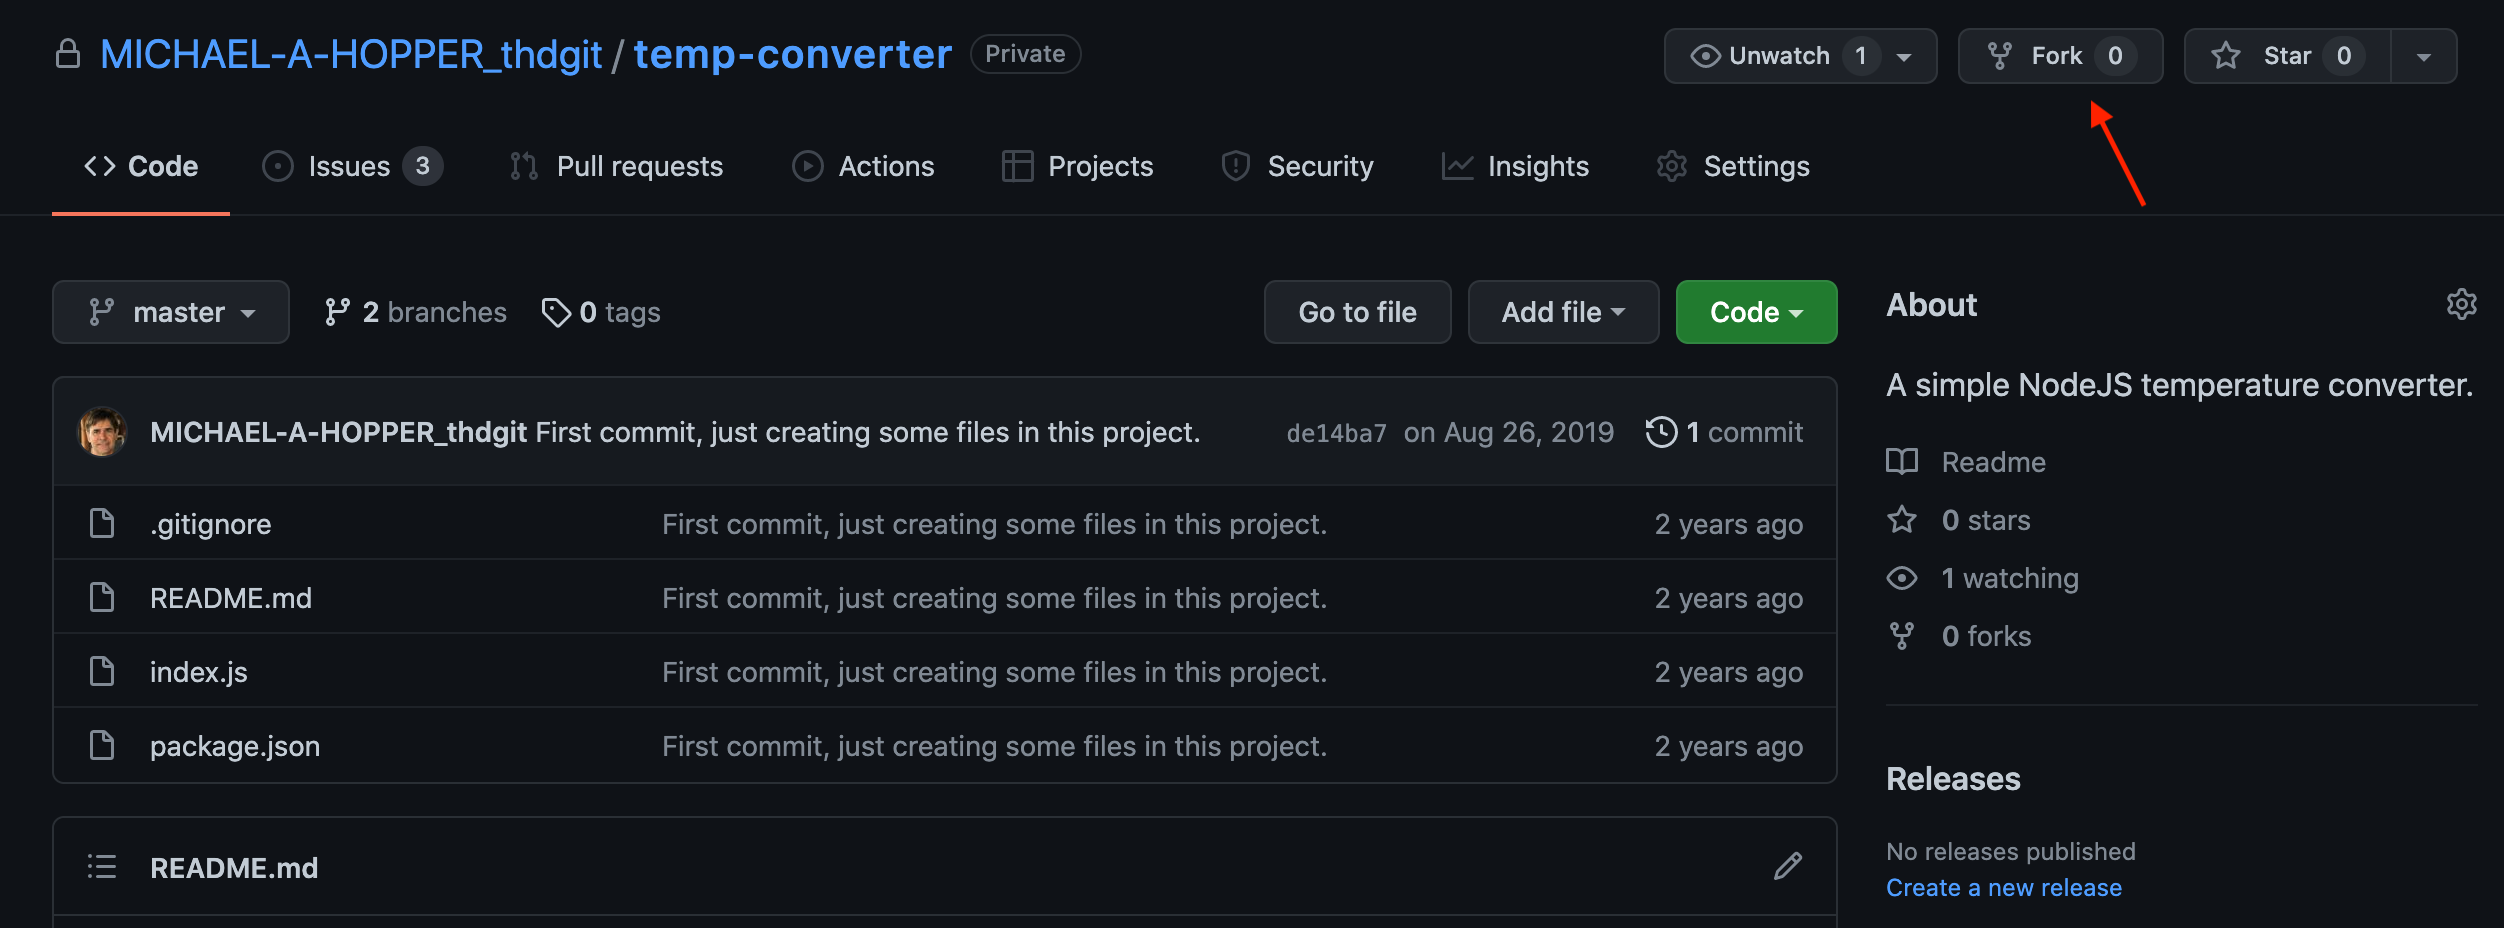 MICHAEL-A-HOPPER_thdgit / temp-converter Private
Unwatch 1 Fork 0 Star 0
Code Issues 3 Pull requests Actions Projects Security Insights Settings
master 2 branches 0 tags Go to file Add file Code
MICHAEL-A-HOPPER_thdgit First commit, just creating some files in this project. de14ba7 on Aug 26, 2019 1 commit
.gitignore First commit, just creating some files in this project. 2 years ago
README.md First commit, just creating some files in this project. 2 years ago
index.js First commit, just creating some files in this project. 2 years ago
package.json First commit, just creating some files in this project. 2 years ago
README.md
About
A simple NodeJS temperature converter.
Readme
0 stars
1 watching
0 forks
Releases
No releases published
Create a new release